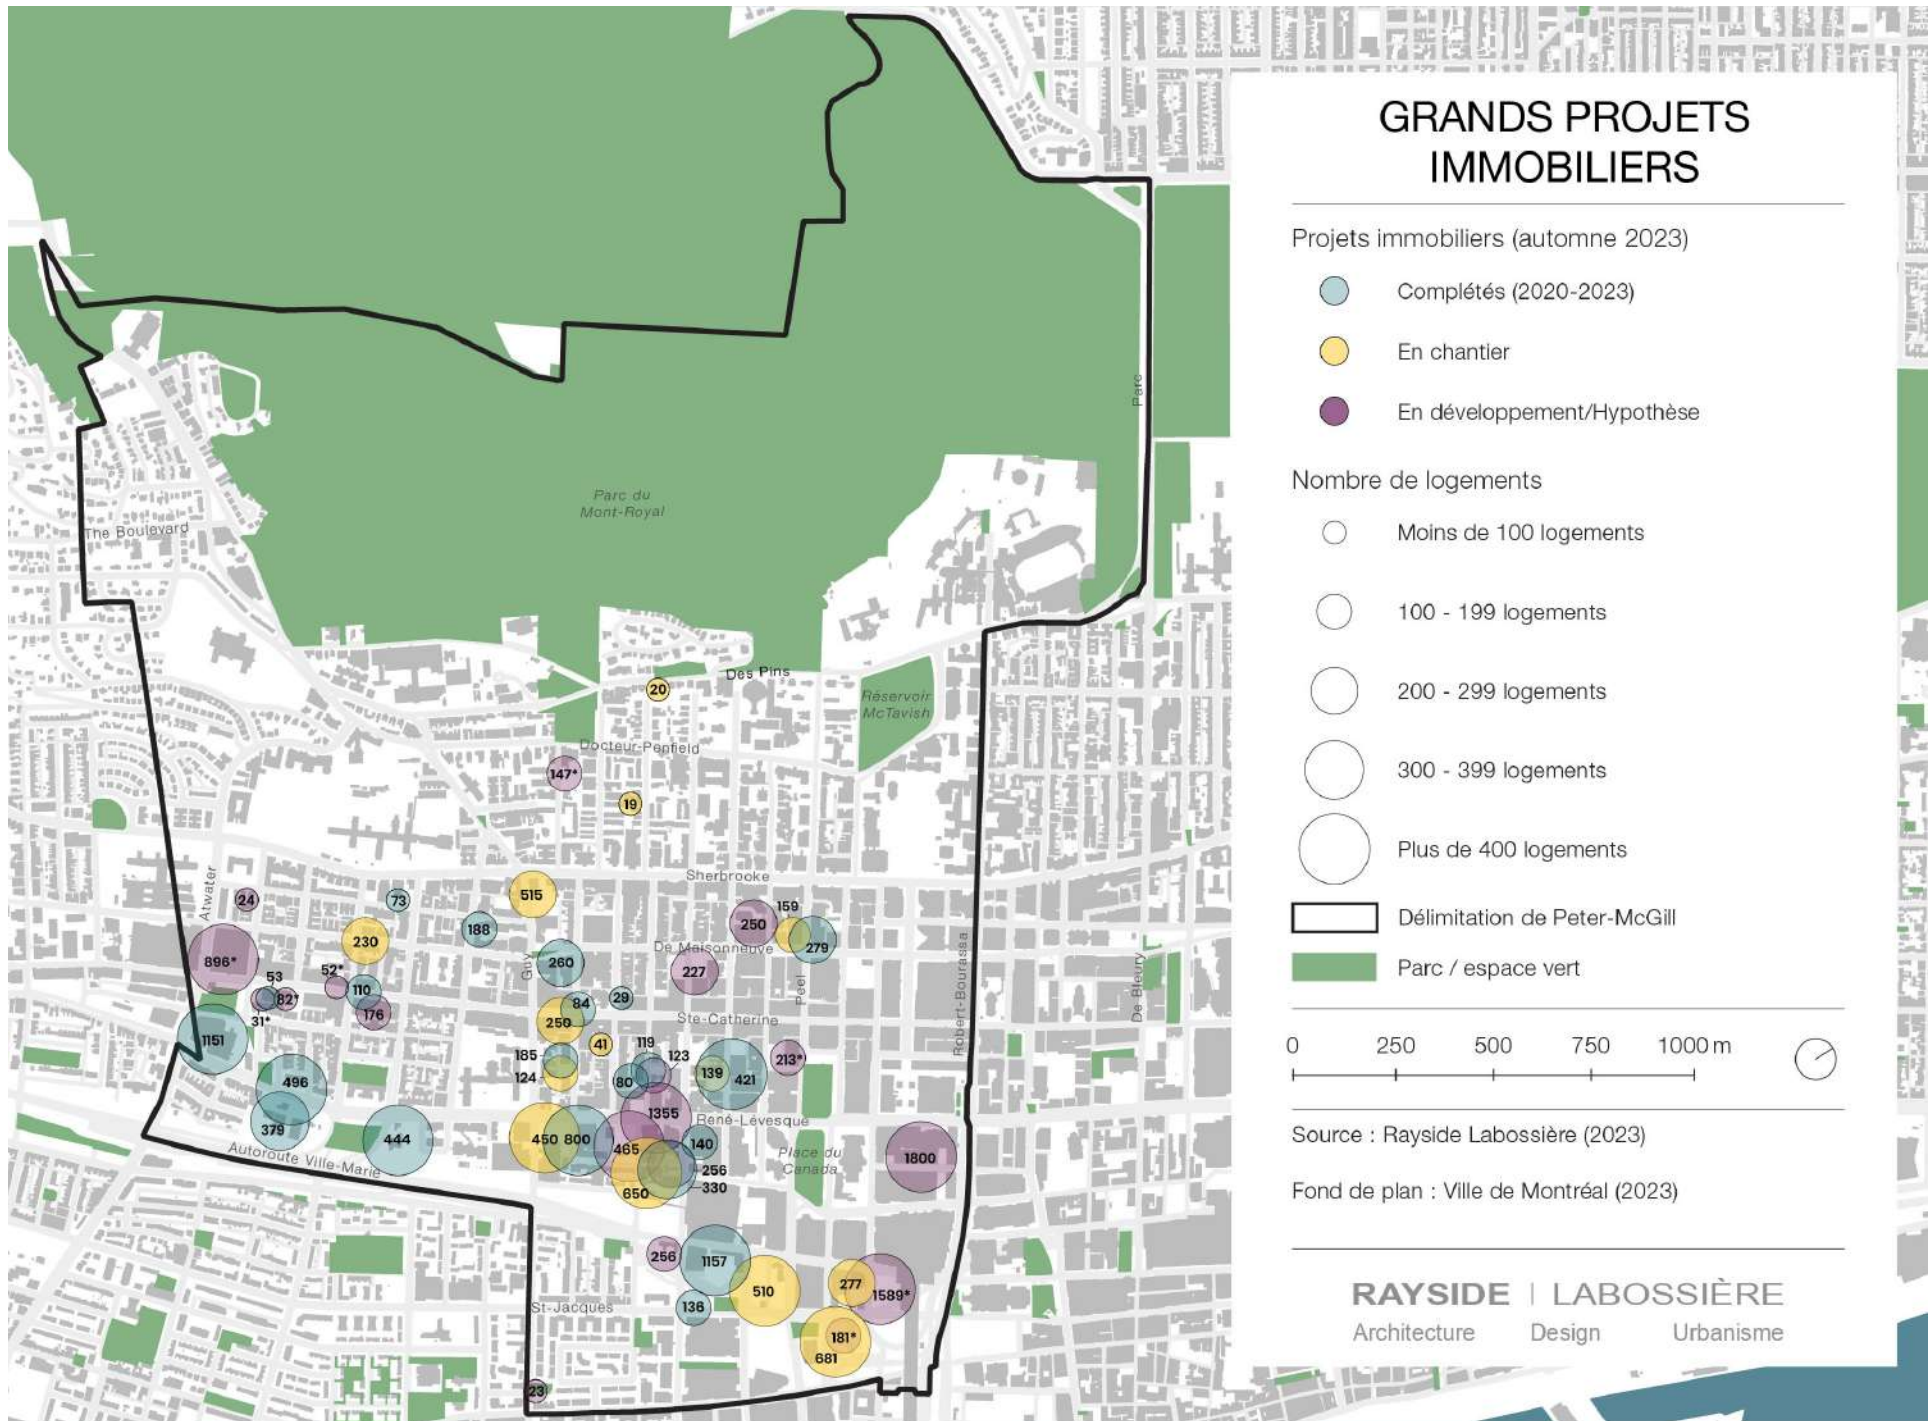 GRANDS PROJETS
IMMOBILIERS
Projets immobiliers (automne 2023)
Complétés (2020-2023)
En chantier
En développement/Hypothèse
Nombre de logements
Moins de 100 logements
100 - 199 logements
200 - 299 logements
300 - 399 logements
Plus de 400 logements
Délimitation de Peter-McGill
Parc / espace vert
0 250 500 750 1000 m
Source : Rayside Labossière (2023)
Fond de plan : Ville de Montréal (2023)
RAYSIDE | LABOSSIÈRE
Architecture Design Urbanisme
Parc
Parc du
Mont-Royal
The Boulevard
Des Pins
20
Réservoir
McTavish
Docteur-Penfield
147*
19
Sherbrooke
Atwater
24
73
515
159
188
250
230
De Maisonneuve
279
Guy
Peel
Robert-Bourassa
De Bleury
896*
260
227
53
52*
110
82*
31*
176
84
29
250
Ste-Catherine
1151
41
119
185
123
213*
124
80
139
421
496
1355
René-Lévesque
379
444
450
800
465
140
Autoroute Ville-Marie
Place du
Canada
1800
256
330
650
256
1157
510
277
1589*
St-Jacques
136
181*
681
23